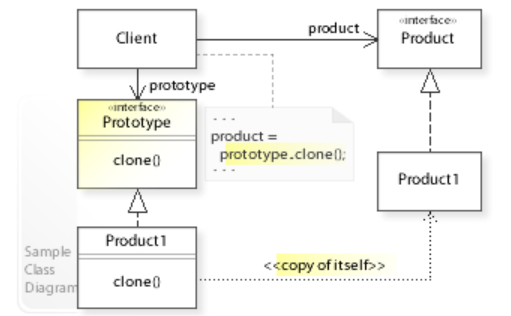 Client
product
«interface»
Product
prototype
«interface»
Prototype
clone()
. . .
product =
prototype.clone();
. . .
Product1
Product1
clone()
<<copy of itself>>
Sample
Class
Diagram